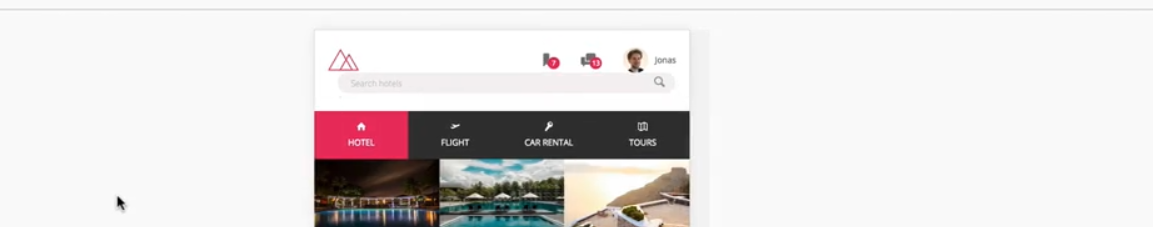 7
13
Jonas
Search hotels
HOTEL
FLIGHT
CAR RENTAL
TOURS